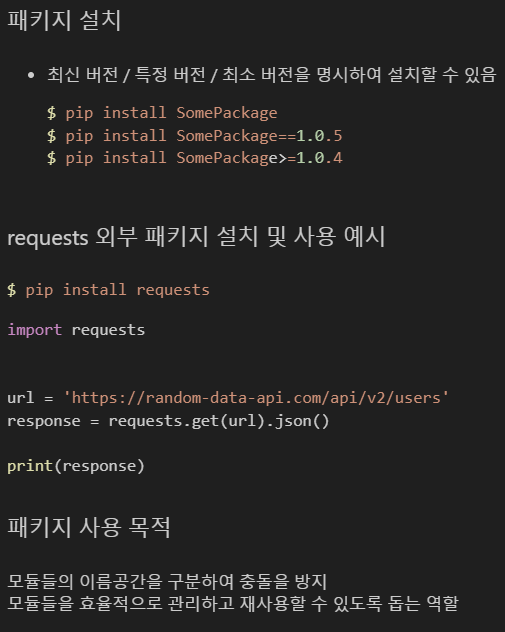 패키지 설치
• 최신 버전 / 특정 버전 / 최소 버전을 명시하여 설치할 수 있음
$ pip install SomePackage
$ pip install SomePackage==1.0.5
$ pip install SomePackage>=1.0.4
requests 외부 패키지 설치 및 사용 예시
$ pip install requests
import requests
url = 'https://random-data-api.com/api/v2/users'
response = requests.get(url).json()
print(response)
패키지 사용 목적
모듈들의 이름공간을 구분하여 충돌을 방지
모듈들을 효율적으로 관리하고 재사용할 수 있도록 돕는 역할